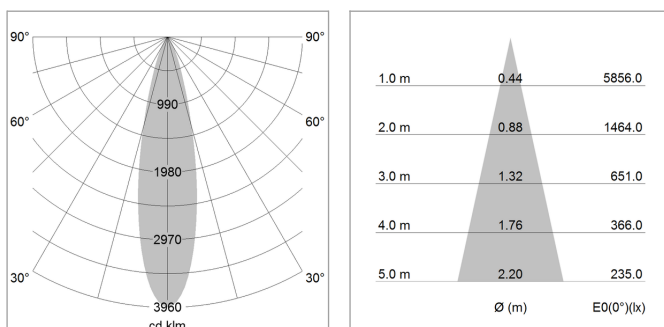 90° 90°
990
60° 60°
1980
2970
30° 30°
3960
cd klm
1.0 m 0.44 5856.0
2.0 m 0.88 1464.0
3.0 m 1.32 651.0
4.0 m 1.76 366.0
5.0 m 2.20 235.0
Ø (m) E0(0°)(lx)